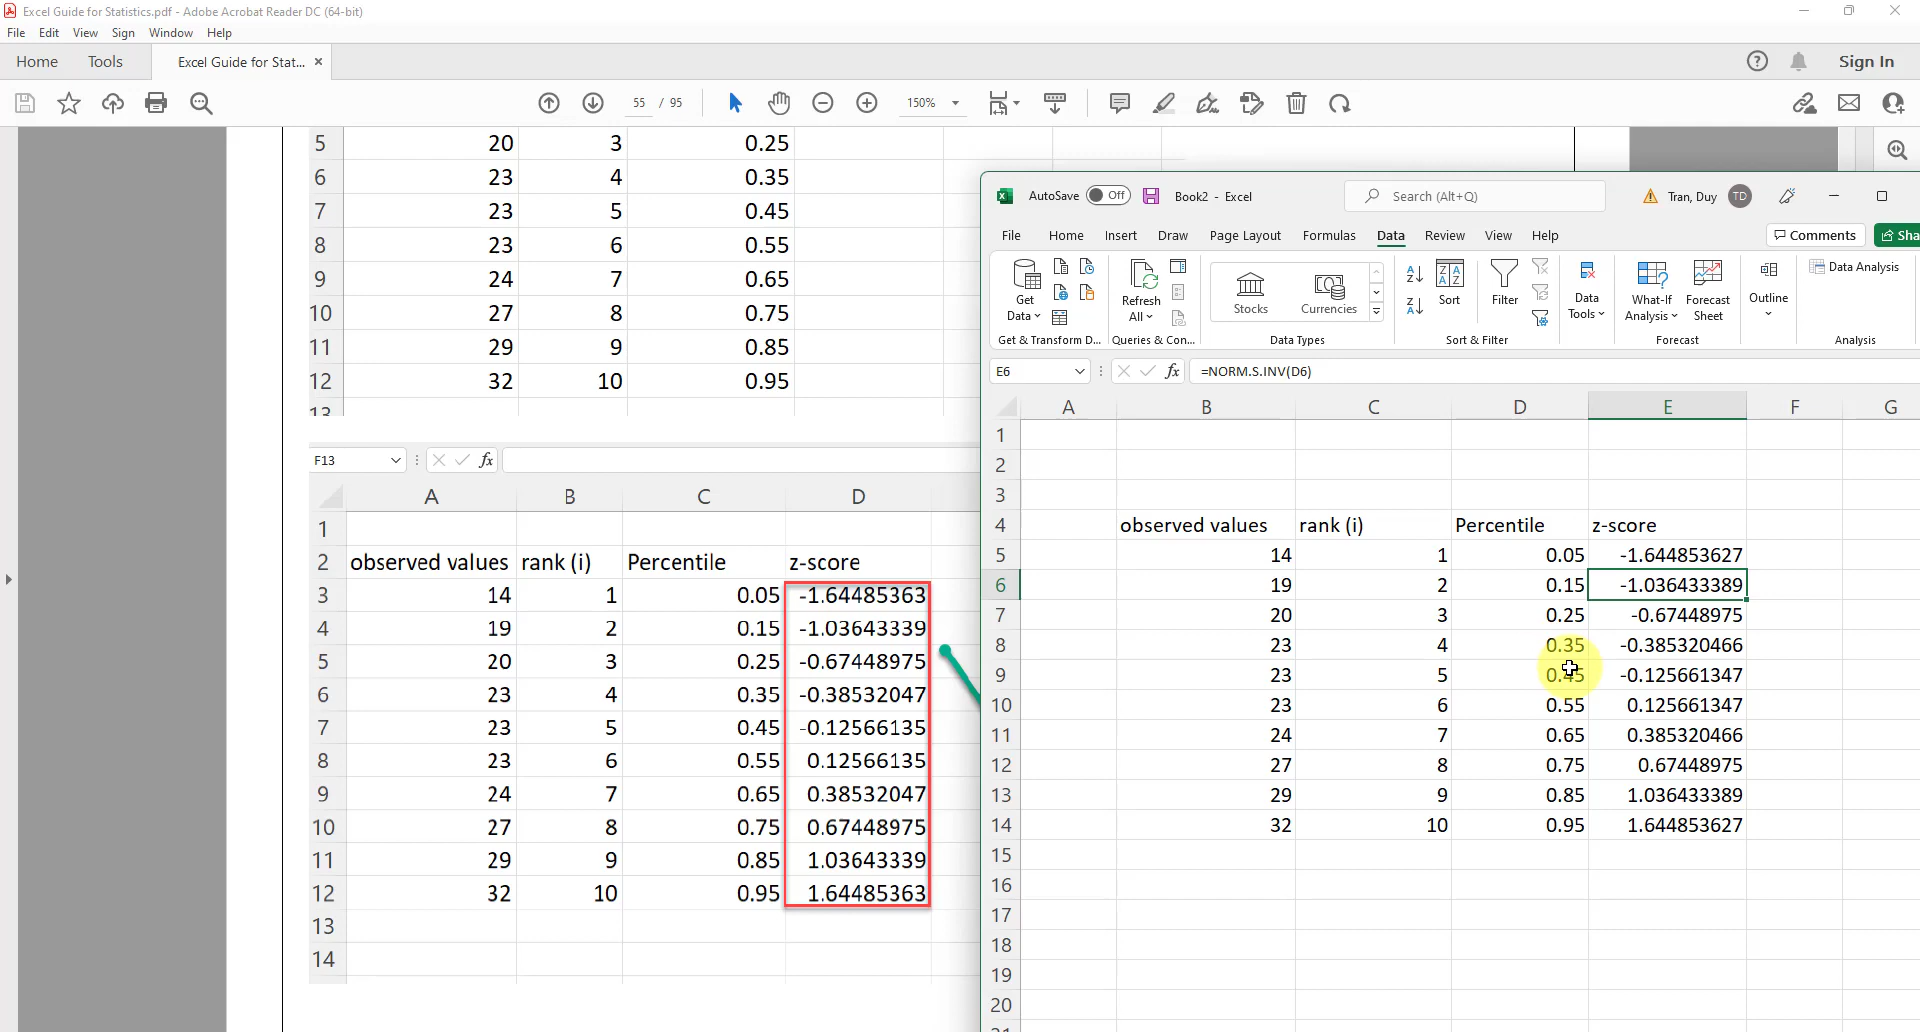 Excel Guide for Statistics.pdf - Adobe Acrobat Reader DC (64-bit)
File Edit View Sign Window Help
Home Tools Excel Guide for Stat... × Sign In
55 / 95 150%
5 20 3 0.25
6 23 4 0.35
7 23 5 0.45
8 23 6 0.55
9 24 7 0.65
10 27 8 0.75
11 29 9 0.85
12 32 10 0.95
13
F13 fx
A B C D
1
2 observed values rank (i) Percentile z-score
3 14 1 0.05 -1.64485363
4 19 2 0.15 -1.03643339
5 20 3 0.25 -0.67448975
6 23 4 0.35 -0.38532047
7 23 5 0.45 -0.12566135
8 23 6 0.55 0.12566135
9 24 7 0.65 0.38532047
10 27 8 0.75 0.67448975
11 29 9 0.85 1.03643339
12 32 10 0.95 1.64485363
13
14
AutoSave Off Book2 - Excel Search (Alt+Q) Tran, Duy TD
File Home Insert Draw Page Layout Formulas Data Review View Help Comments Sha
Get Data
Refresh All
Stocks Currencies
Sort
Filter
Data Tools
What-If Analysis
Forecast Sheet
Outline
Data Analysis
Get & Transform D... Queries & Con... Data Types Sort & Filter Forecast Analysis
E6 fx =NORM.S.INV(D6)
A B C D E F G
1
2
3
4 observed values rank (i) Percentile z-score
5 14 1 0.05 -1.644853627
6 19 2 0.15 -1.036433389
7 20 3 0.25 -0.67448975
8 23 4 0.35 -0.385320466
9 23 5 0.45 -0.125661347
10 23 6 0.55 0.125661347
11 24 7 0.65 0.385320466
12 27 8 0.75 0.67448975
13 29 9 0.85 1.036433389
14 32 10 0.95 1.644853627
15
16
17
18
19
20
21